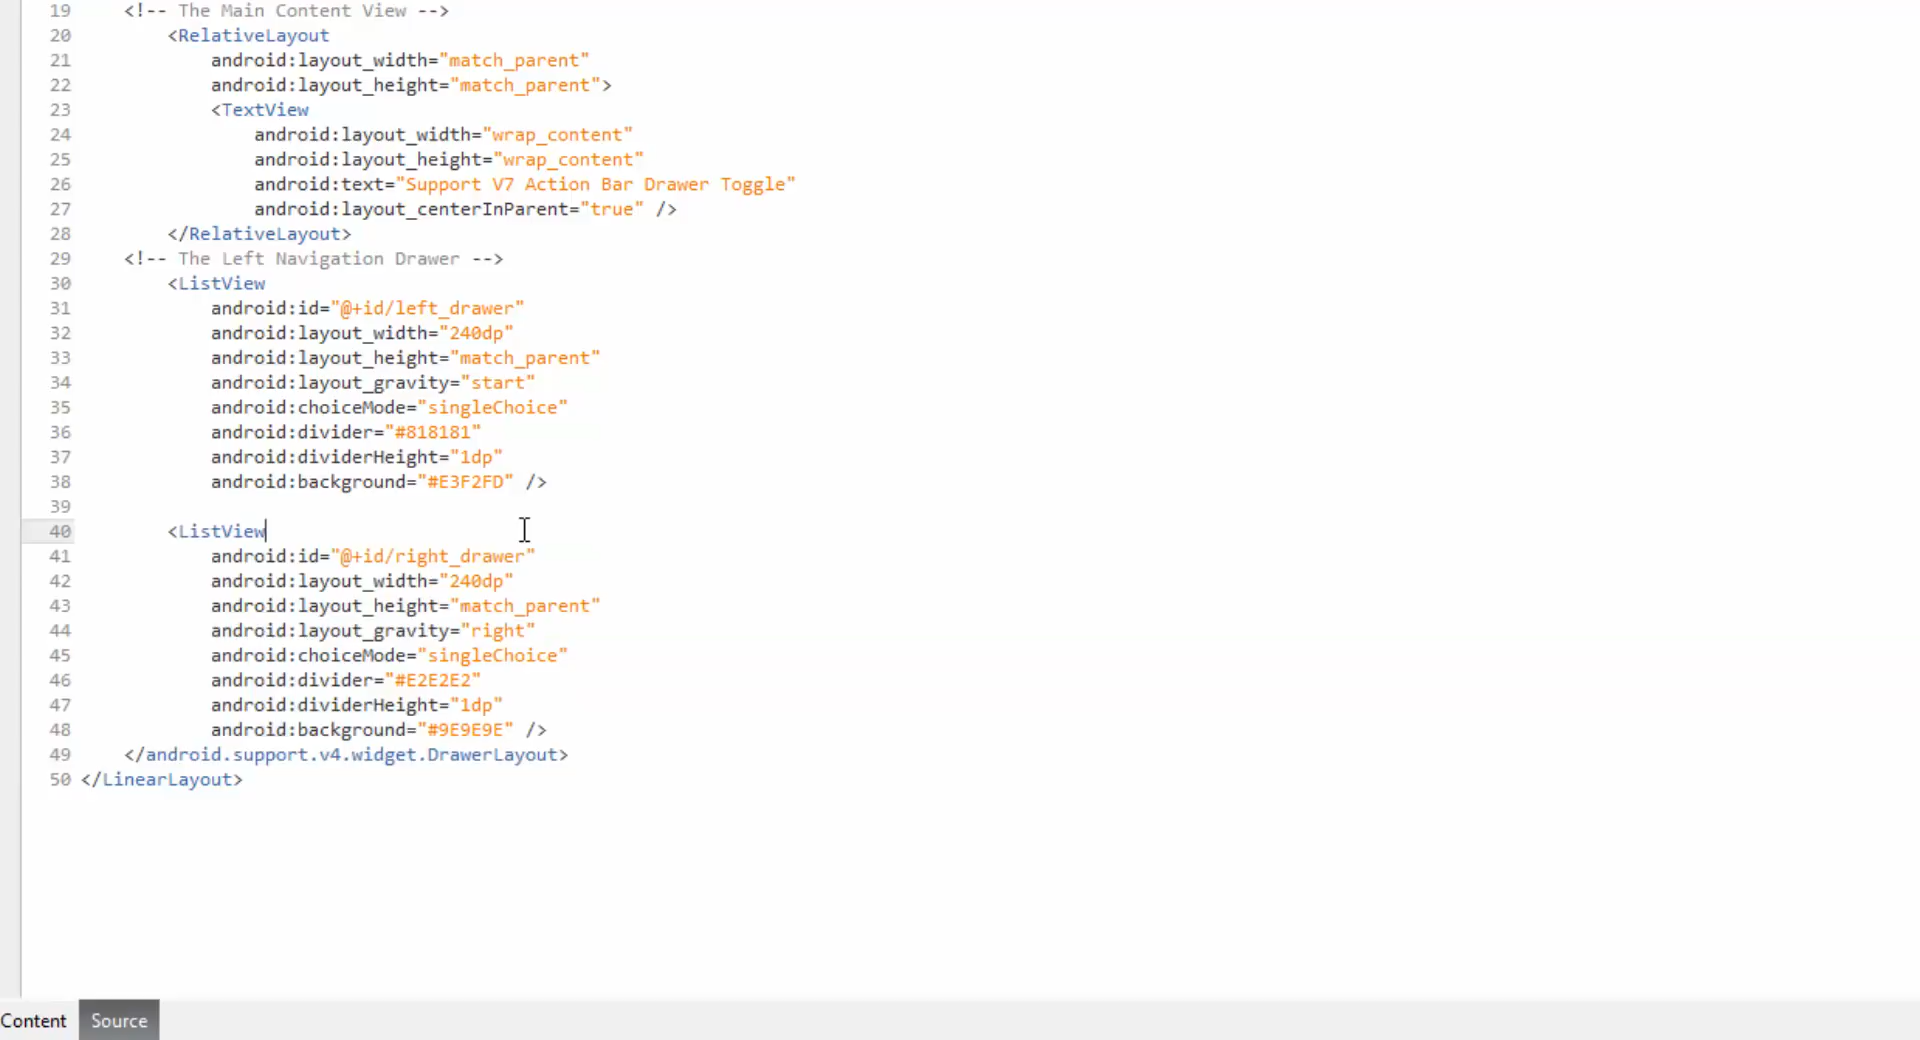 19 <!-- The Main Content View -->
20 <RelativeLayout
21 android:layout_width="match_parent"
22 android:layout_height="match_parent">
23 <TextView
24 android:layout_width="wrap_content"
25 android:layout_height="wrap_content"
26 android:text="Support V7 Action Bar Drawer Toggle"
27 android:layout_centerInParent="true" />
28 </RelativeLayout>
29 <!-- The Left Navigation Drawer -->
30 <ListView
31 android:id="@+id/left_drawer"
32 android:layout_width="240dp"
33 android:layout_height="match_parent"
34 android:layout_gravity="start"
35 android:choiceMode="singleChoice"
36 android:divider="#818181"
37 android:dividerHeight="1dp"
38 android:background="#E3F2FD" />
39
40 <ListView
41 android:id="@+id/right_drawer"
42 android:layout_width="240dp"
43 android:layout_height="match_parent"
44 android:layout_gravity="right"
45 android:choiceMode="singleChoice"
46 android:divider="#E2E2E2"
47 android:dividerHeight="1dp"
48 android:background="#9E9E9E" />
49 </android.support.v4.widget.DrawerLayout>
50 </LinearLayout>
Content Source